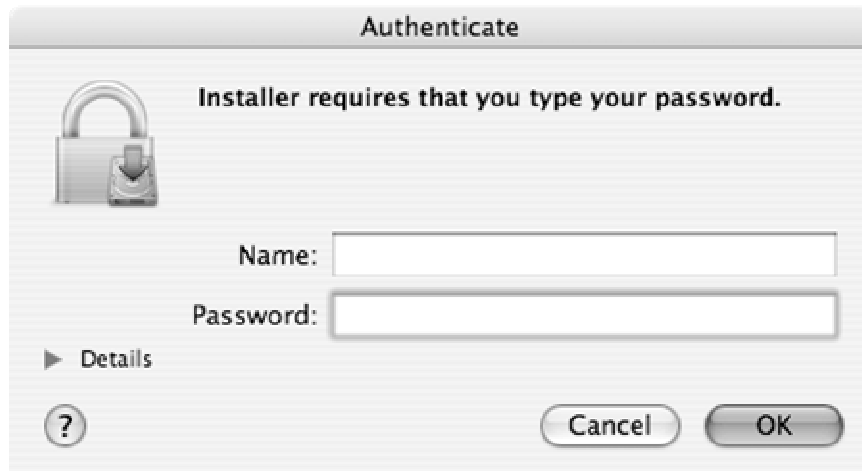 Authenticate
Installer requires that you type your password.
Name:
Password:
Details
?
Cancel
OK